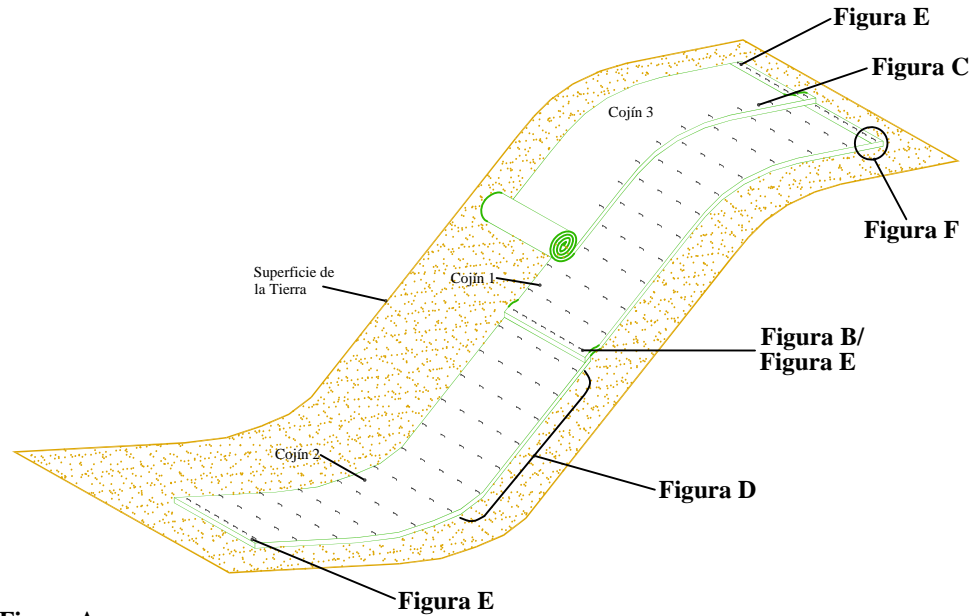 Figura E
Figura C
Cojín 3
Figura F
Superficie de
la Tierra
Cojín 1
Figura B/
Figura E
Cojín 2
Figura D
Figura E